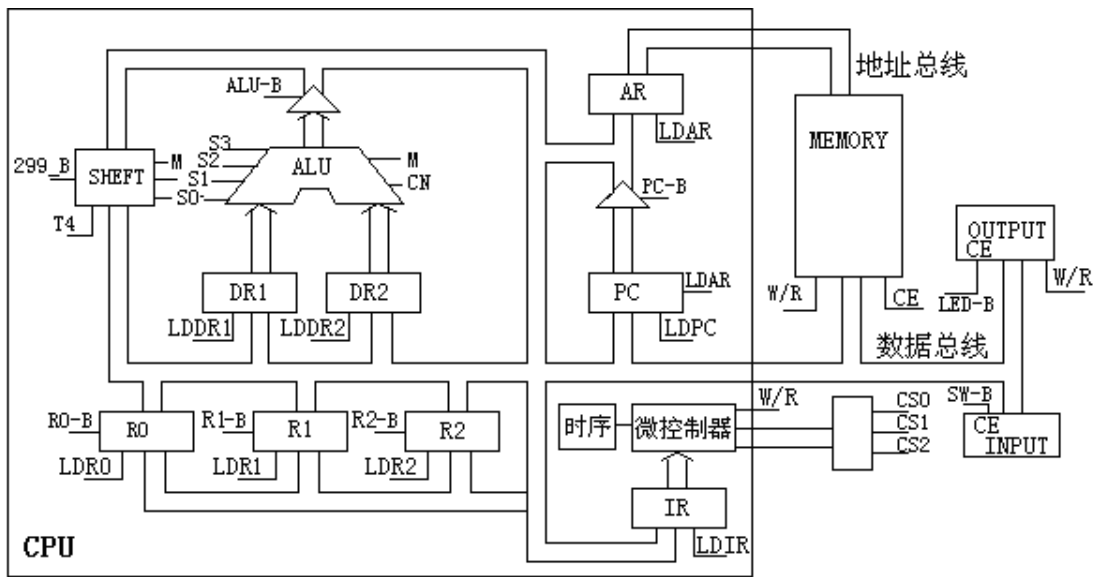 地址总线
ALU-B
AR
LDAR
MEMORY
S3
S2
S1
S0
ALU
M
CN
299_B
SHEFT
M
T4
PC-B
OUTPUT
CE
W/R
LED-B
DR1
DR2
PC
LDAR
LDDR1
LDDR2
LDPC
W/R
CE
数据总线
R0-B
R0
R1-B
R1
R2-B
R2
LDR0
LDR1
LDR2
时序
微控制器
W/R
CS0
CS1
CS2
SW-B
CE
INPUT
IR
LDIR
CPU